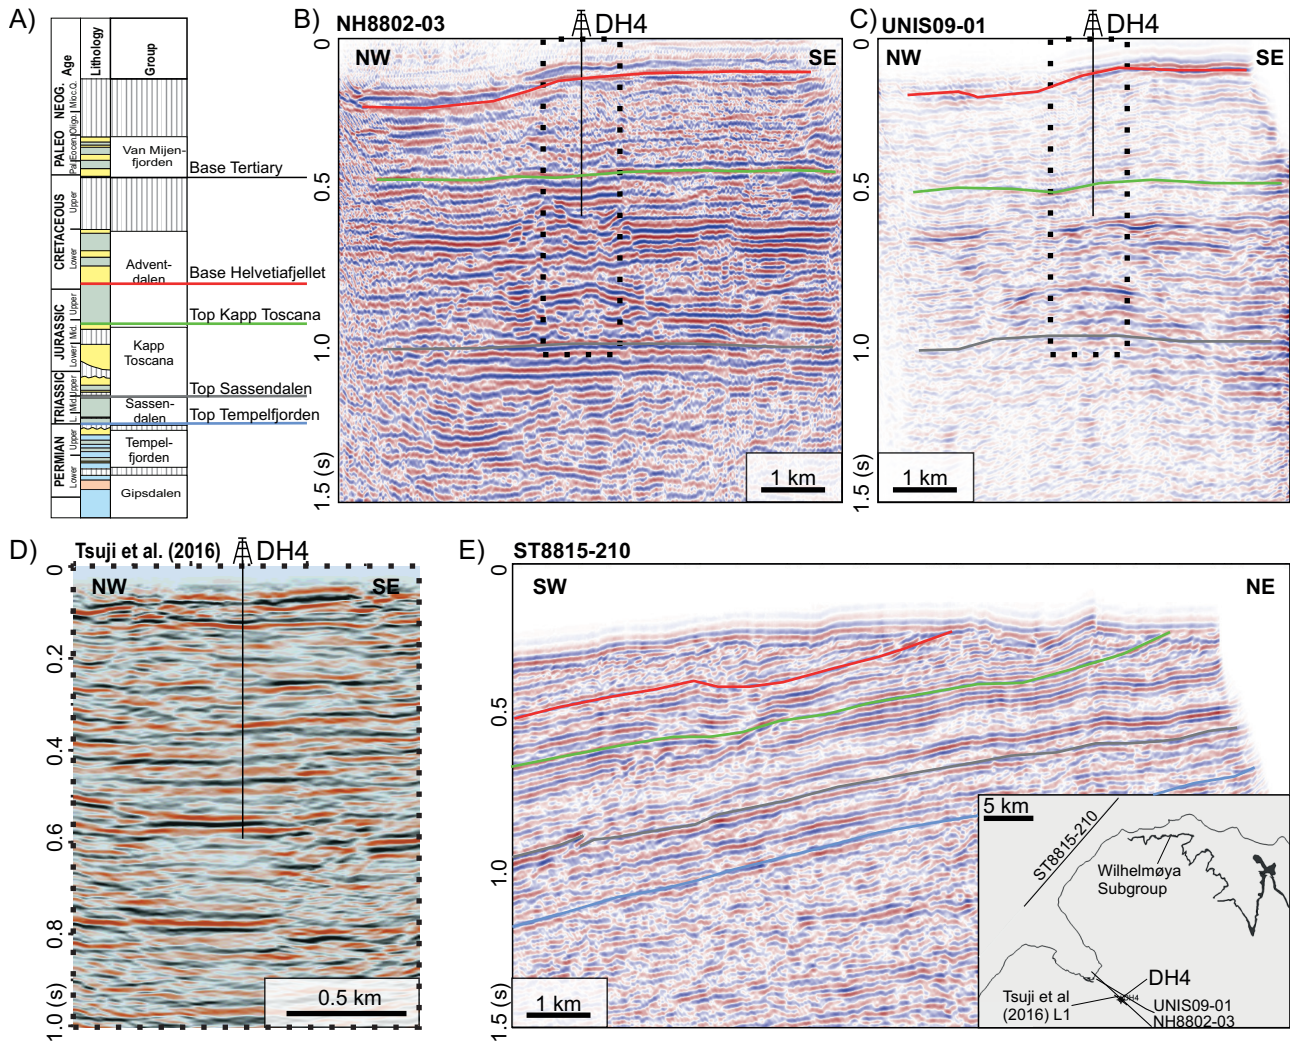 A)
Age
Lithology
Group
NEOG.
Mioc.
Q.
Oligo.
PALEO
Eocen.
Pal.
Van Mijen-
fjorden
Base Tertiary
CRETACEOUS
Upper
Lower
Advent-
dalen
Base Helvetiafjellet
JURASSIC
Upper
Mid.
Lower
Top Kapp Toscana
Kapp
Toscana
TRIASSIC
Upper
Mid.
L.
Top Sassendalen
Sassen-
dalen
Top Tempelfjorden
PERMIAN
Upper
Lower
Tempel-
fjorden
Gipsdalen
B) NH8802-03
DH4
NW
SE
0
0.5
1.0
1.5 (s)
1 km
C) UNIS09-01
DH4
NW
SE
0
0.5
1.0
1.5 (s)
1 km
D) Tsuji et al. (2016)
DH4
NW
SE
0
0.2
0.4
0.6
0.8
1.0 (s)
0.5 km
E) ST8815-210
SW
NE
0
0.5
1.0
1.5 (s)
1 km
5 km
ST8815-210
Wilhelmøya
Subgroup
DH4
DH4
Tsuji et al
(2016) L1
UNIS09-01
NH8802-03